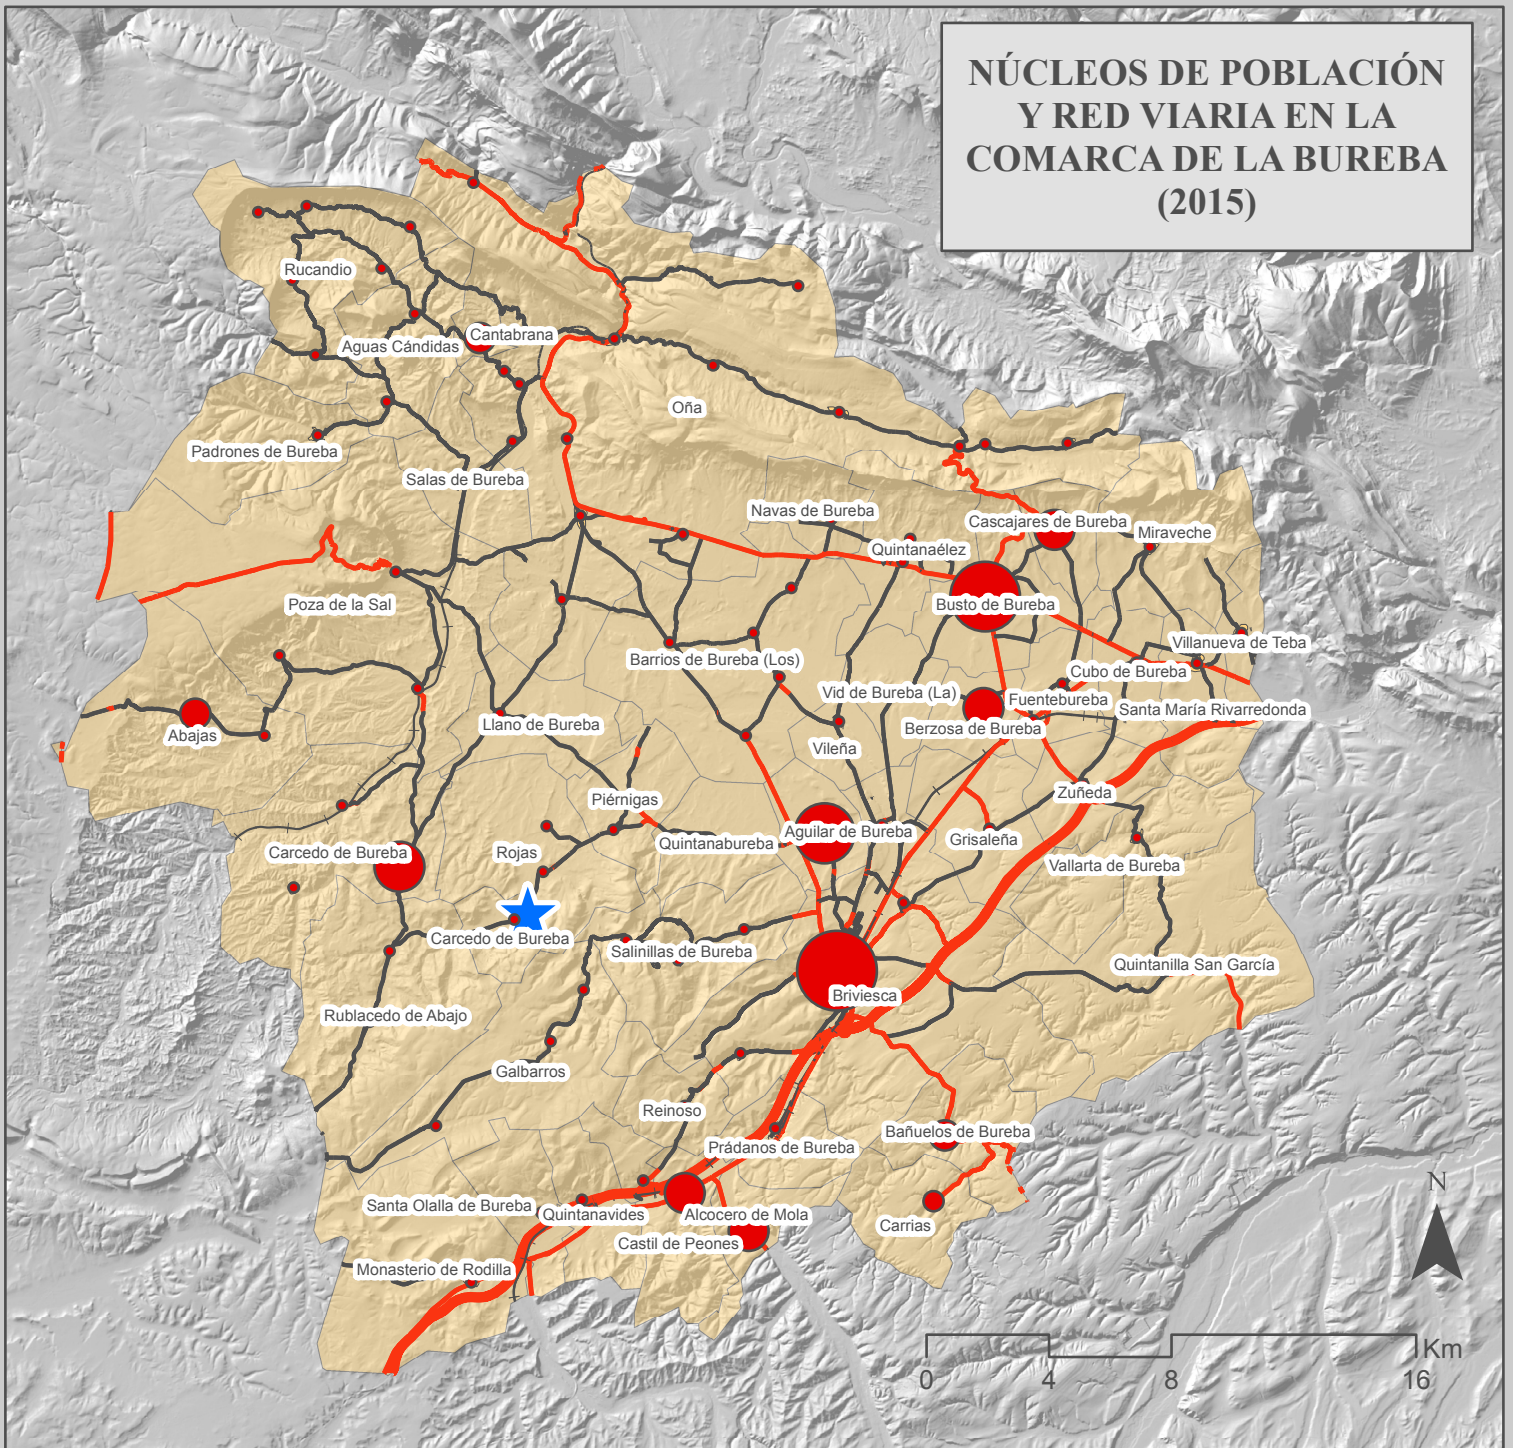 NÚCLEOS DE POBLACIÓN
Y RED VIARIA EN LA
COMARCA DE LA BUREBA
(2015)
Rucandio
Cantabrana
Aguas Cándidas
Oña
Padrones de Bureba
Salas de Bureba
Navas de Bureba
Cascajares de Bureba
Miraveche
Quintanaélez
Poza de la Sal
Busto de Bureba
Villanueva de Teba
Barrios de Bureba (Los)
Cubo de Bureba
Vid de Bureba (La)
Fuentebureba
Santa María Rivarredonda
Llano de Bureba
Abajas
Berzosa de Bureba
Vileña
Zuñeda
Piérnigas
Aguilar de Bureba
Grisaleña
Quintanabureba
Carcedo de Bureba
Rojas
Vallarta de Bureba
Carcedo de Bureba
Salinillas de Bureba
Quintanilla San García
Briviesca
Rublacedo de Abajo
Galbarros
Reinoso
Bañuelos de Bureba
Prádanos de Bureba
Santa Olalla de Bureba
Quintanavides
Alcocero de Mola
Carrias
Castil de Peones
Monasterio de Rodilla
N
Km
0 4 8 16